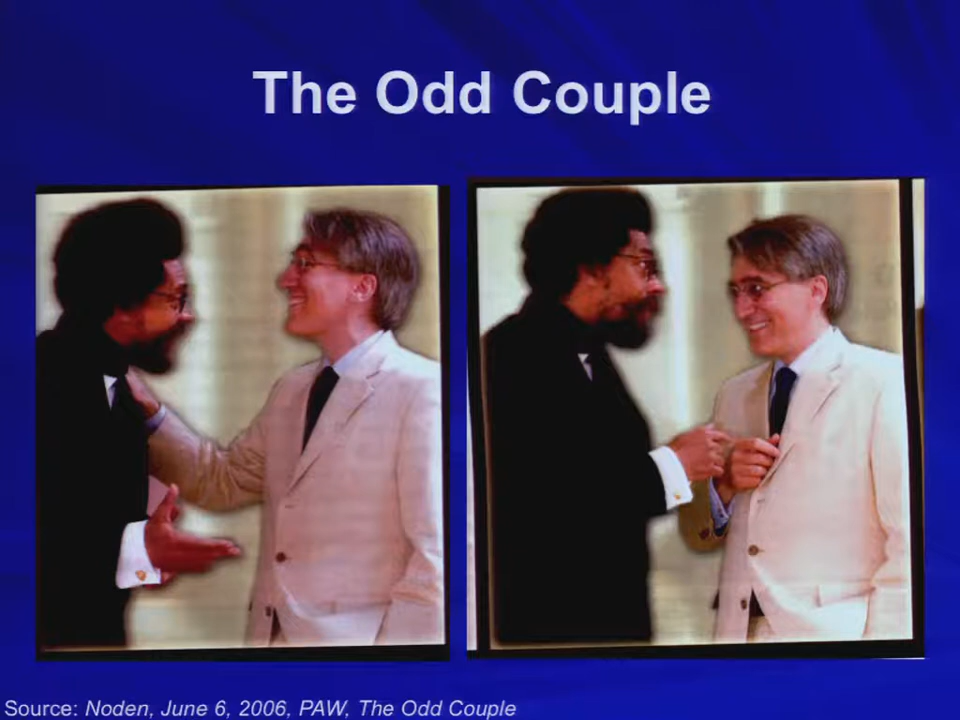 The Odd Couple
Source: Noden, June 6, 2006, PAW, The Odd Couple